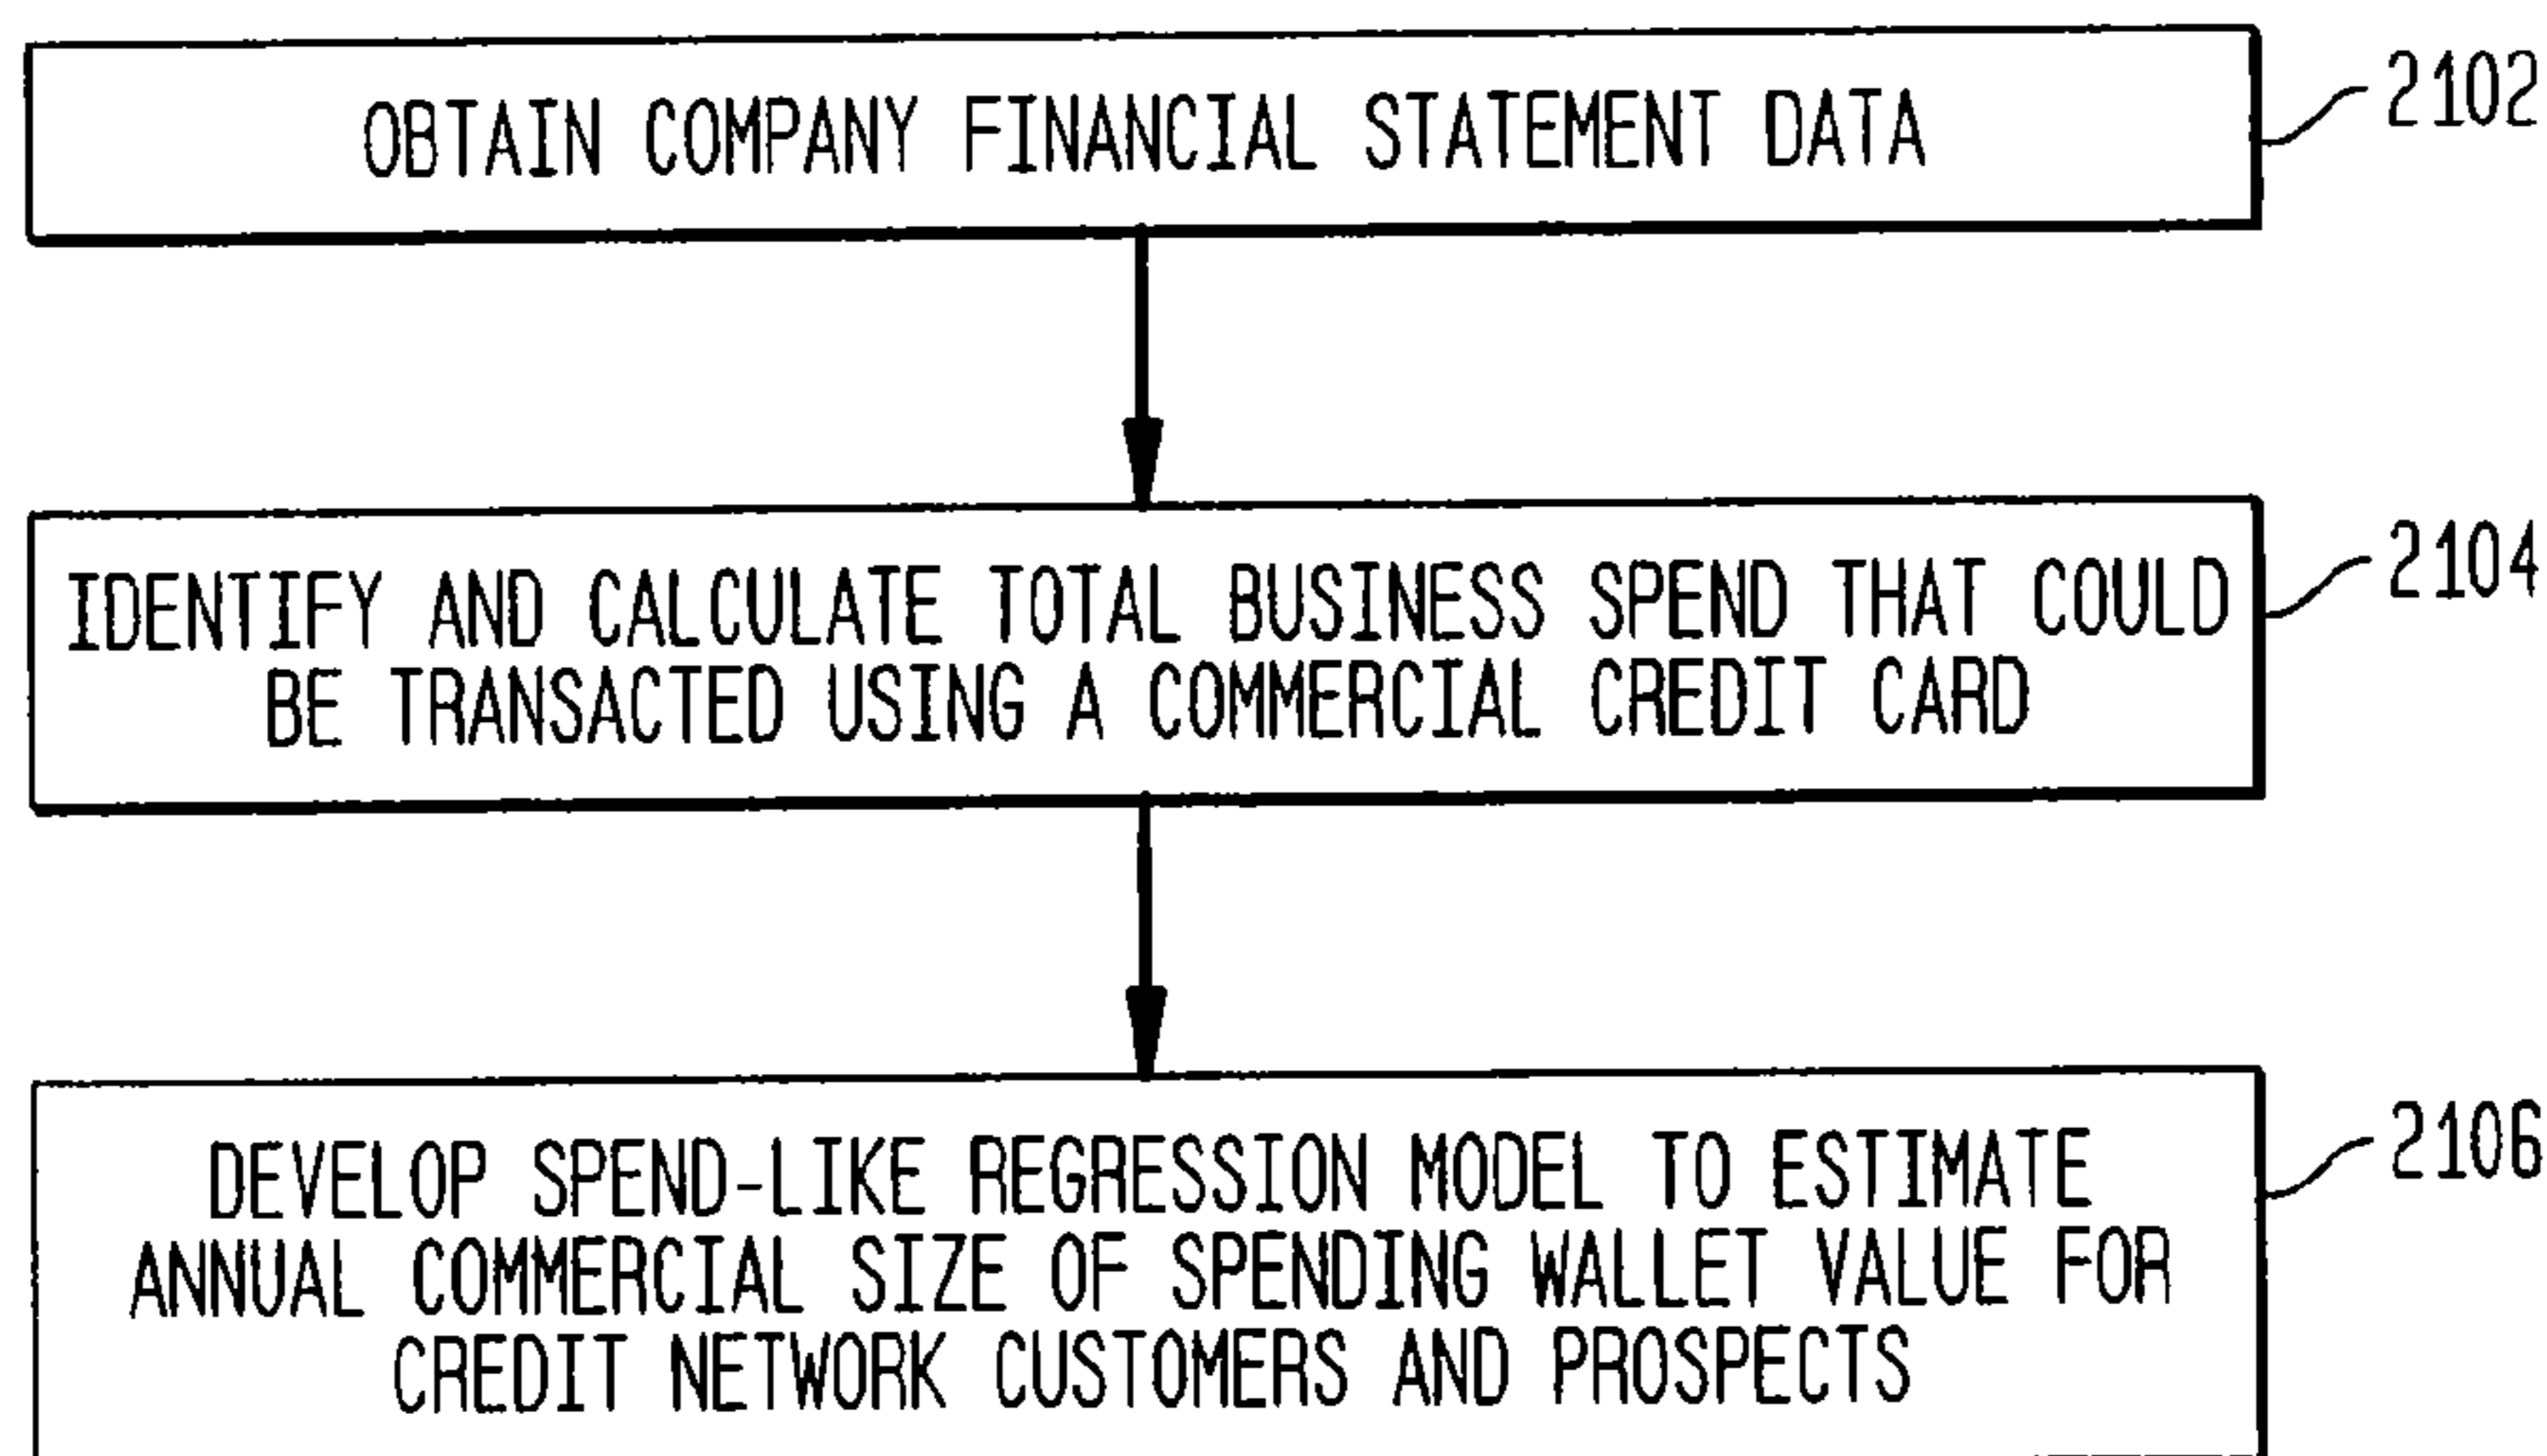 OBTAIN COMPANY FINANCIAL STATEMENT DATA
2102
IDENTIFY AND CALCULATE TOTAL BUSINESS SPEND THAT COULD
BE TRANSACTED USING A COMMERCIAL CREDIT CARD
2104
DEVELOP SPEND-LIKE REGRESSION MODEL TO ESTIMATE
ANNUAL COMMERCIAL SIZE OF SPENDING WALLET VALUE FOR
CREDIT NETWORK CUSTOMERS AND PROSPECTS
2106